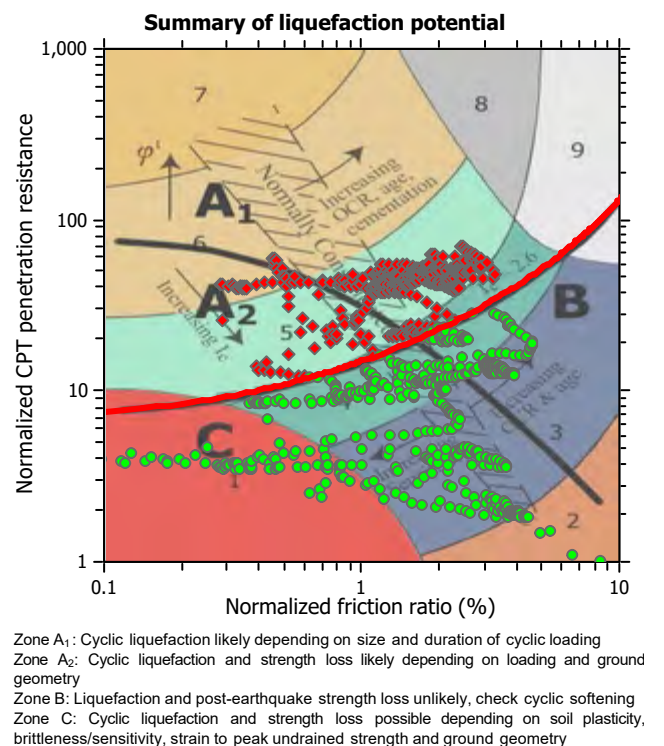 Summary of liquefaction potential
1,000
7
8
9
φ'
A1
Increasing
OCR, age,
cementation
Normally Con
100
6
Increasing Ic
A2
2.6
B
5
Normalized CPT penetration resistance
10
Increasing
OCR & age
3
C
1
2
1
0.1
1
10
Normalized friction ratio (%)
Zone A1: Cyclic liquefaction likely depending on size and duration of cyclic loading
Zone A2: Cyclic liquefaction and strength loss likely depending on loading and ground
geometry
Zone B: Liquefaction and post-earthquake strength loss unlikely, check cyclic softening
Zone C: Cyclic liquefaction and strength loss possible depending on soil plasticity,
brittleness/sensitivity, strain to peak undrained strength and ground geometry